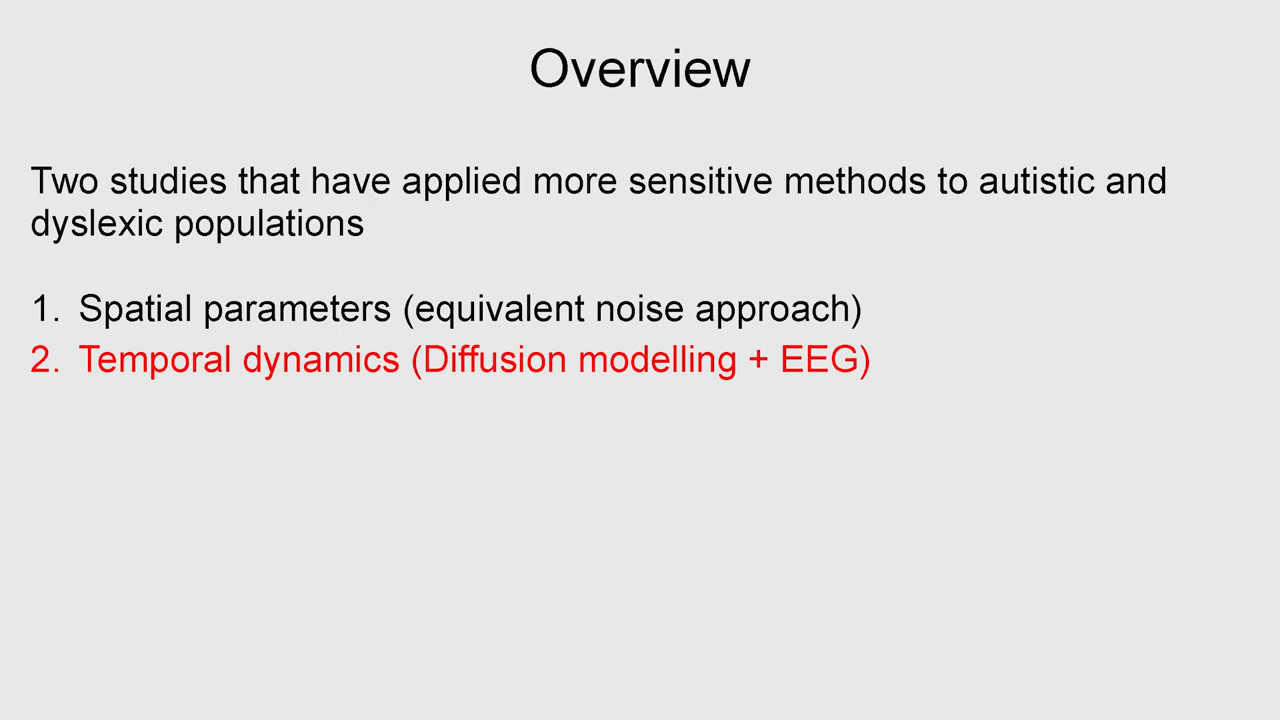 Overview
Two studies that have applied more sensitive methods to autistic and
dyslexic populations
1. Spatial parameters (equivalent noise approach)
2. Temporal dynamics (Diffusion modelling + EEG)